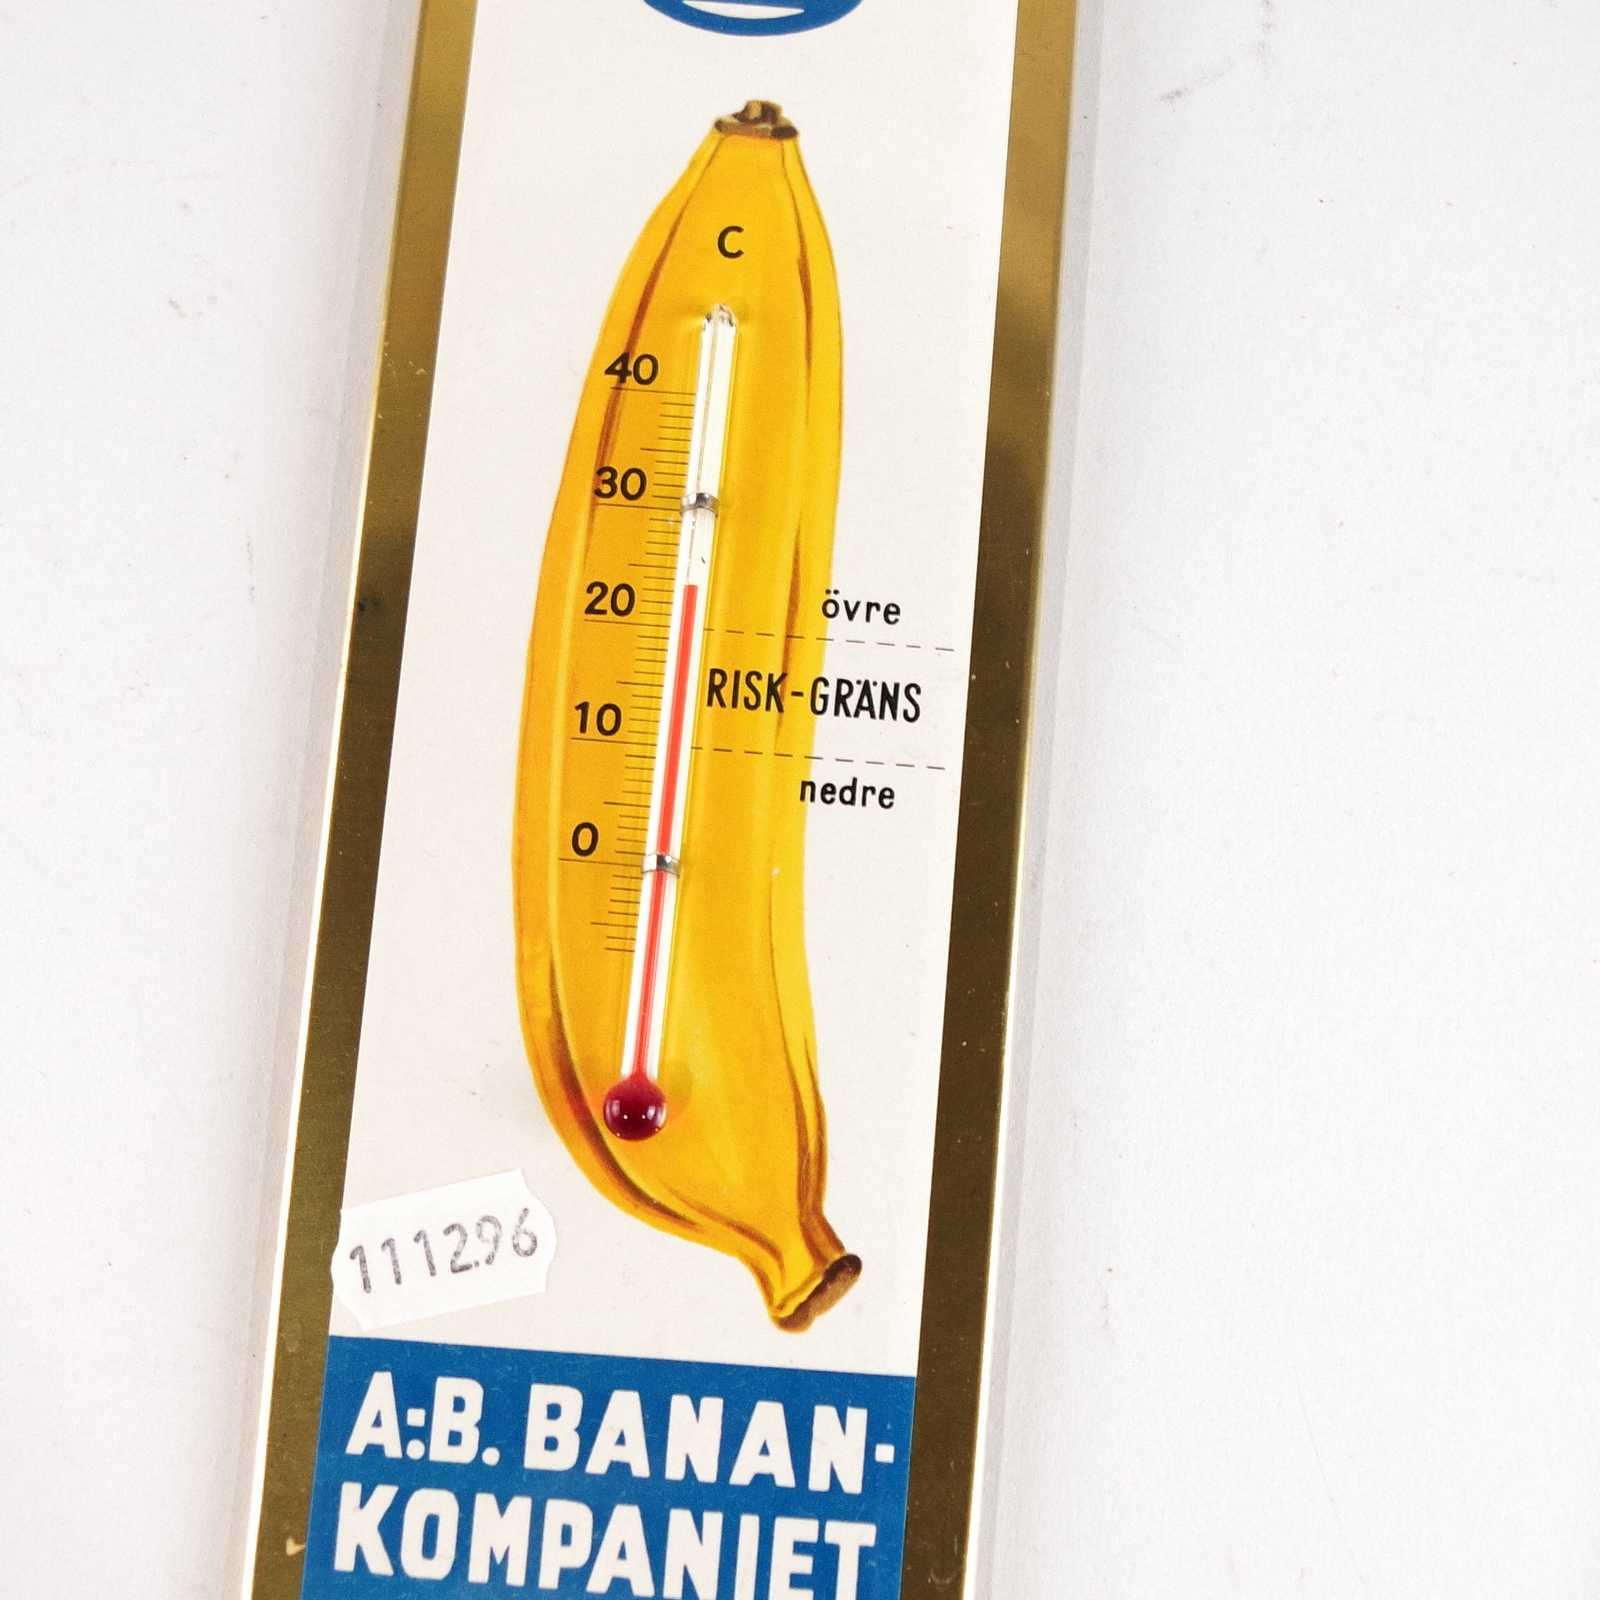 C
40
30
20
10
0
övre
RISK-GRÄNS
nedre
111296
A:B. BANAN-
KOMPANIET